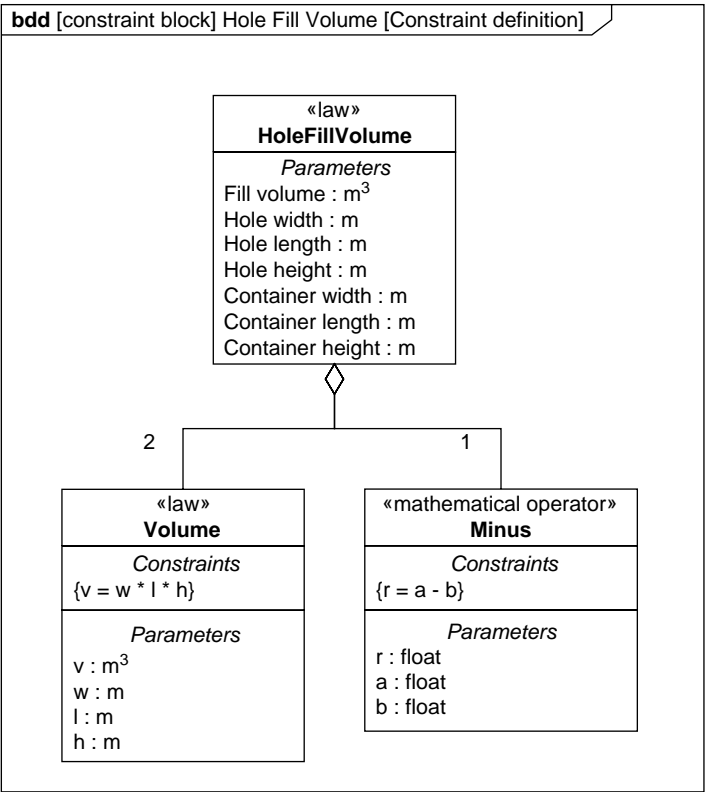 bdd [constraint block] Hole Fill Volume [Constraint definition]
«law»
HoleFillVolume
Parameters
Fill volume : m³
Hole width : m
Hole length : m
Hole height : m
Container width : m
Container length : m
Container height : m
2
1
«law»
Volume
Constraints
{v = w * l * h}
Parameters
v : m³
w : m
l : m
h : m
«mathematical operator»
Minus
Constraints
{r = a - b}
Parameters
r : float
a : float
b : float